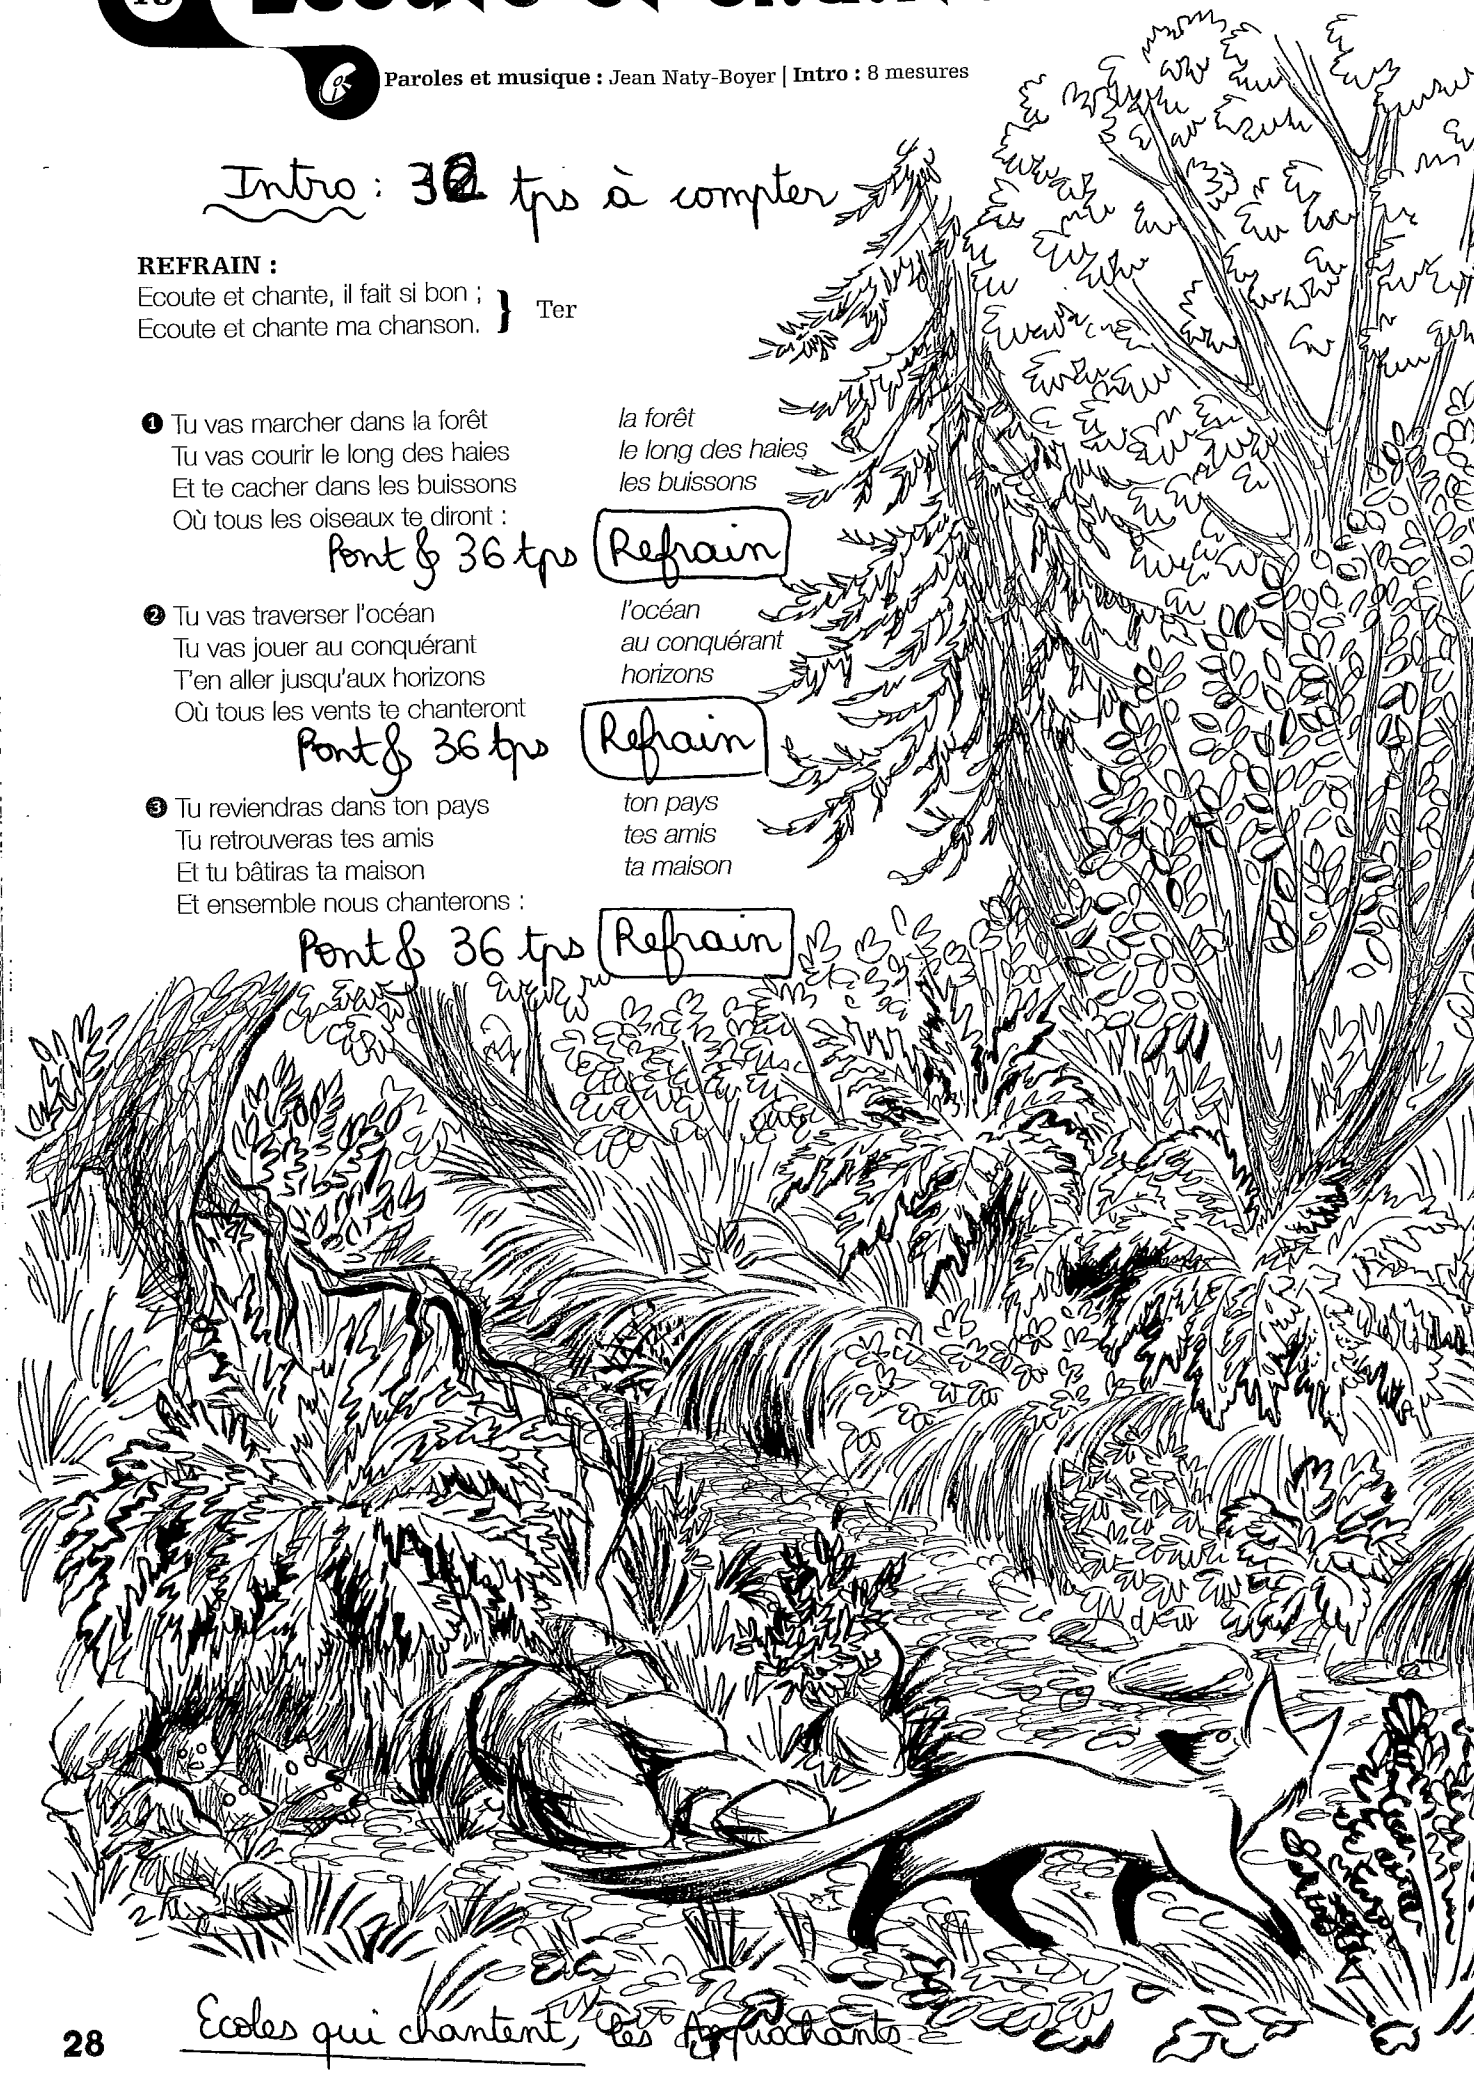 Paroles et musique : Jean Naty-Boyer | Intro : 8 mesures
Intro : 32 tps à compter
REFRAIN :
Ecoute et chante, il fait si bon ;
Ecoute et chante ma chanson. } Ter
1 Tu vas marcher dans la forêt la forêt
Tu vas courir le long des haies le long des haies
Et te cacher dans les buissons les buissons
Où tous les oiseaux te diront :
Pont 36 tps Refrain
2 Tu vas traverser l'océan l'océan
Tu vas jouer au conquérant au conquérant
T'en aller jusqu'aux horizons horizons
Où tous les vents te chanteront
Pont 36 tps Refrain
3 Tu reviendras dans ton pays ton pays
Tu retrouveras tes amis tes amis
Et tu bâtiras ta maison ta maison
Et ensemble nous chanterons :
Pont 36 tps Refrain
Ecoles qui chantent, les
28